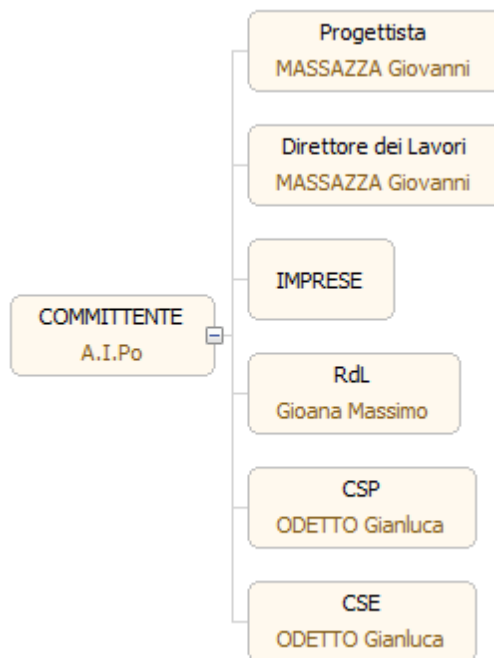 Progettista
MASSAZZA Giovanni
Direttore dei Lavori
MASSAZZA Giovanni
IMPRESE
COMMITTENTE
A.I.Po
RdL
Gioana Massimo
CSP
ODETTO Gianluca
CSE
ODETTO Gianluca